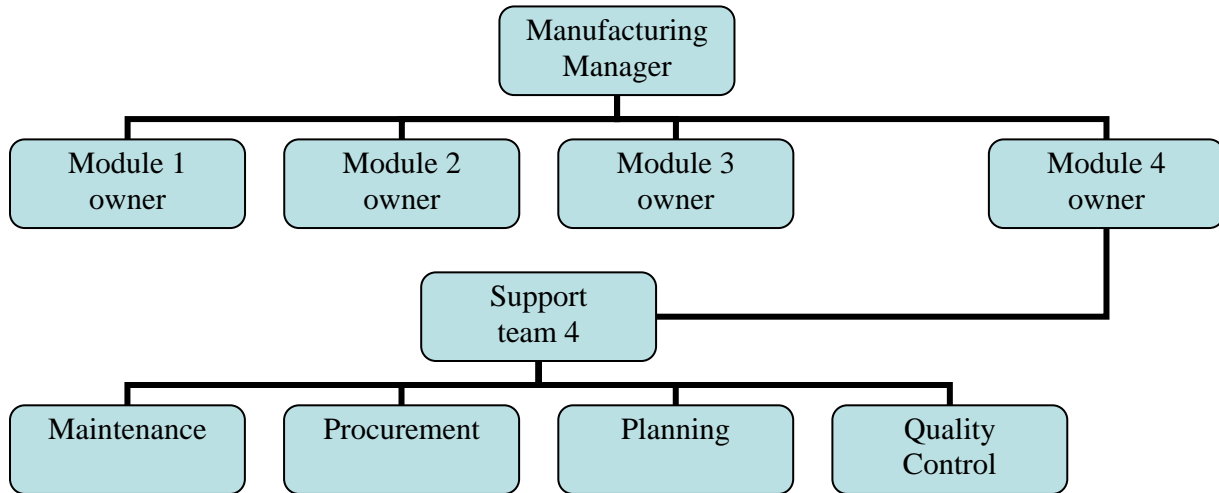 Manufacturing
Manager
Module 1
owner
Module 2
owner
Module 3
owner
Module 4
owner
Support
team 4
Maintenance
Procurement
Planning
Quality
Control